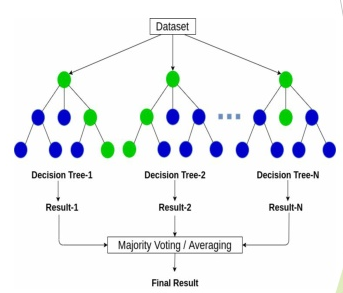 Dataset
Decision Tree-1 Decision Tree-2 Decision Tree-N
Result-1 Result-2 Result-N
Majority Voting / Averaging
Final Result